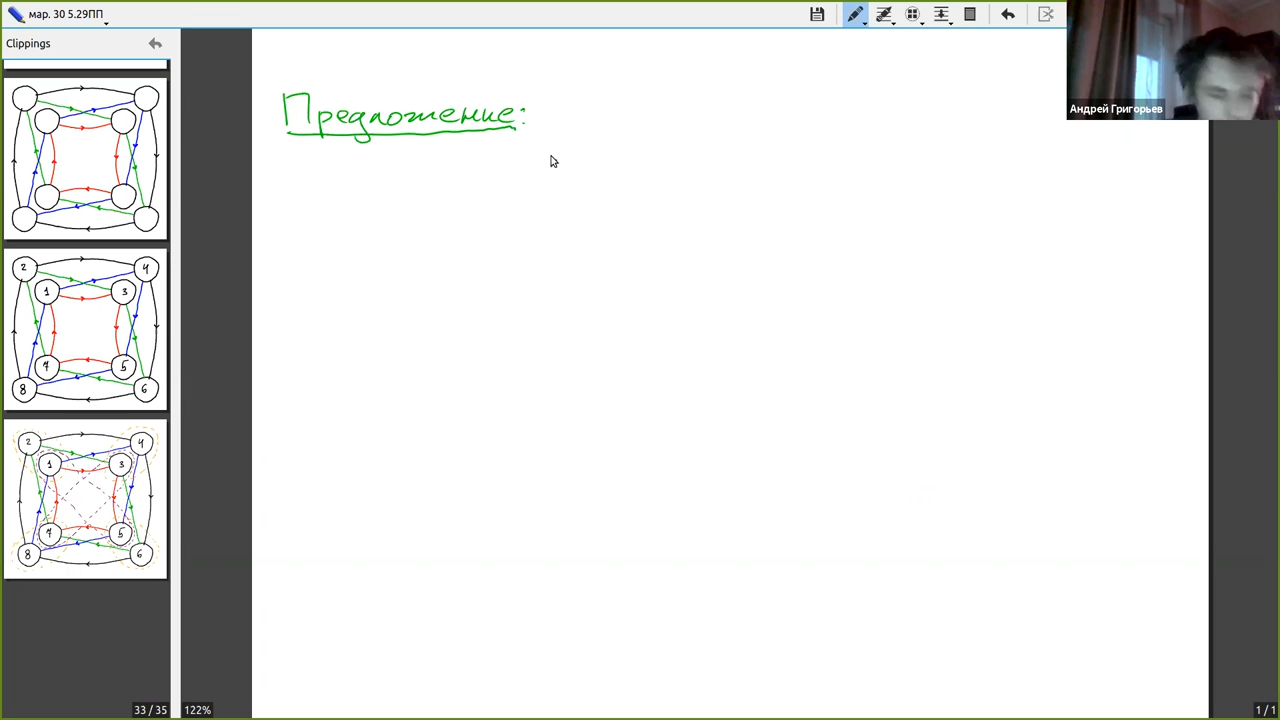 мар. 30 5.29ПП
Clippings
Андрей Григорьев
Предложение:
2
4
1
3
7
5
8
6
2
4
1
3
7
5
8
6
33 / 35
122%
1 / 1